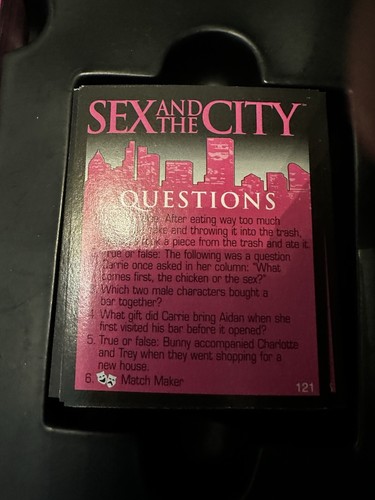 SEX AND THE CITY™
QUESTIONS
After eating way too much
and throwing it into the trash,
a piece from the trash and ate it.
True or false: The following was a question
Carrie once asked in her column: "What
comes first, the chicken or the sex?"
3. Which two male characters bought a
bar together?
4. What gift did Carrie bring Aidan when she
first visited his bar before it opened?
5. True or false: Bunny accompanied Charlotte
and Trey when they went shopping for a
new house.
6. Match Maker
121